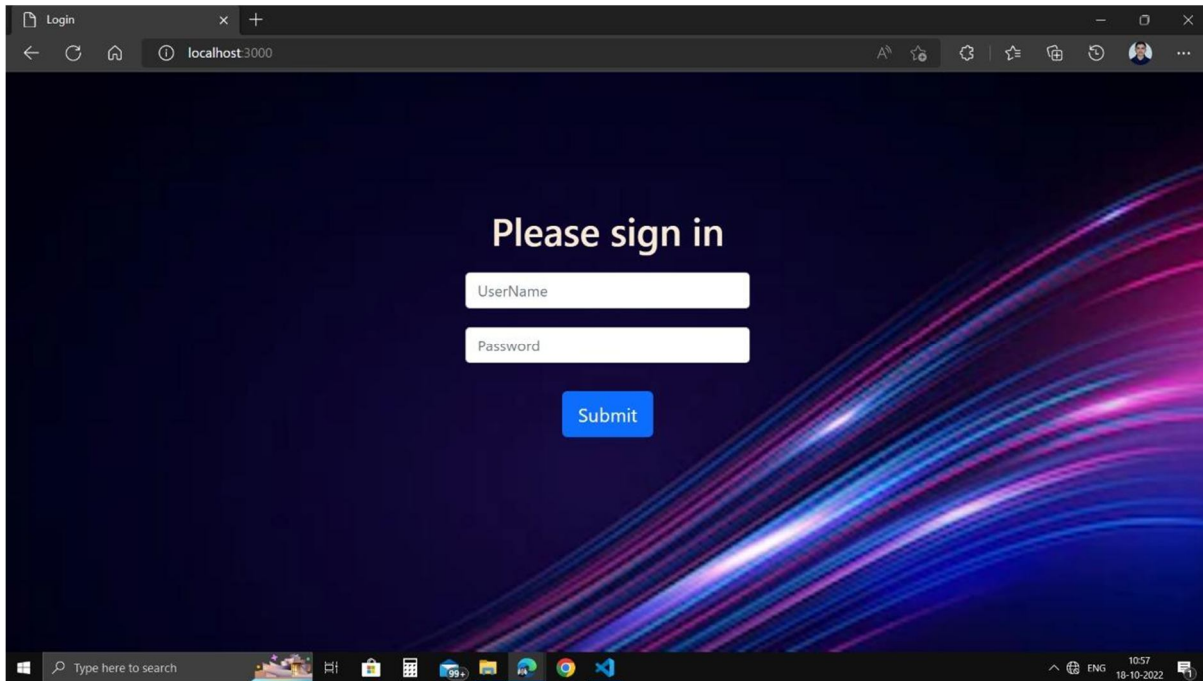 Login
localhost:3000
Please sign in
UserName
Password
Submit
Type here to search
99+
ENG
10:57
18-10-2022
1